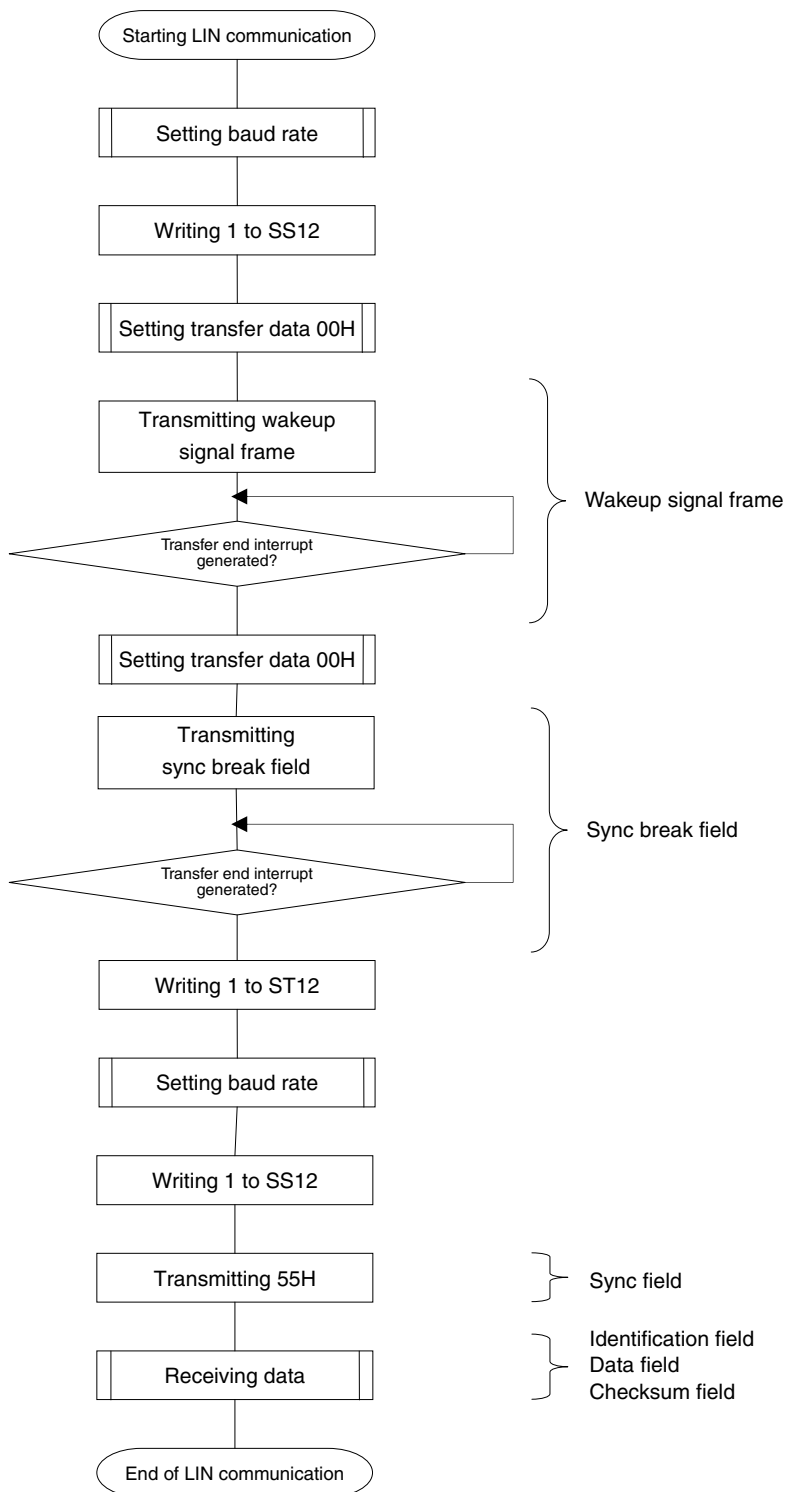 Starting LIN communication
Setting baud rate
Writing 1 to SS12
Setting transfer data 00H
Transmitting wakeup
signal frame
Wakeup signal frame
Transfer end interrupt
generated?
Setting transfer data 00H
Transmitting
sync break field
Sync break field
Transfer end interrupt
generated?
Writing 1 to ST12
Setting baud rate
Writing 1 to SS12
Transmitting 55H
Sync field
Receiving data
Identification field
Data field
Checksum field
End of LIN communication